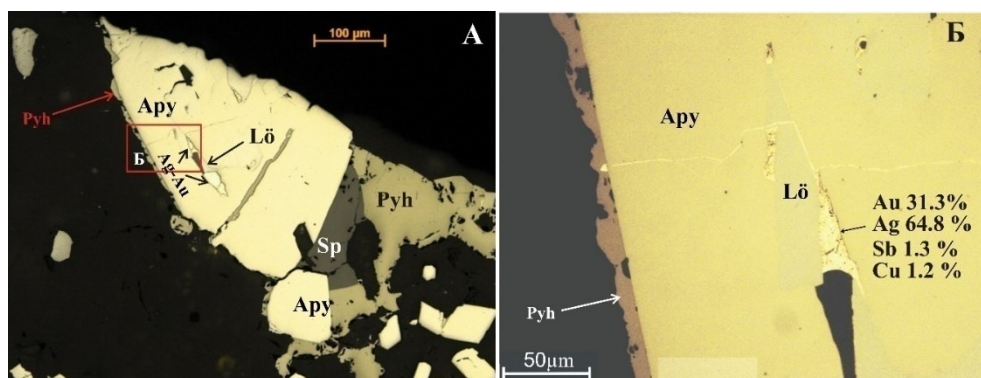 100 µm
А
Pyh
Apy
Lö
Б
Ag-Au
Pyh
Sp
Apy
Б
Apy
Lö
Au 31.3%
Ag 64.8 %
Sb 1.3 %
Cu 1.2 %
Pyh
50µm